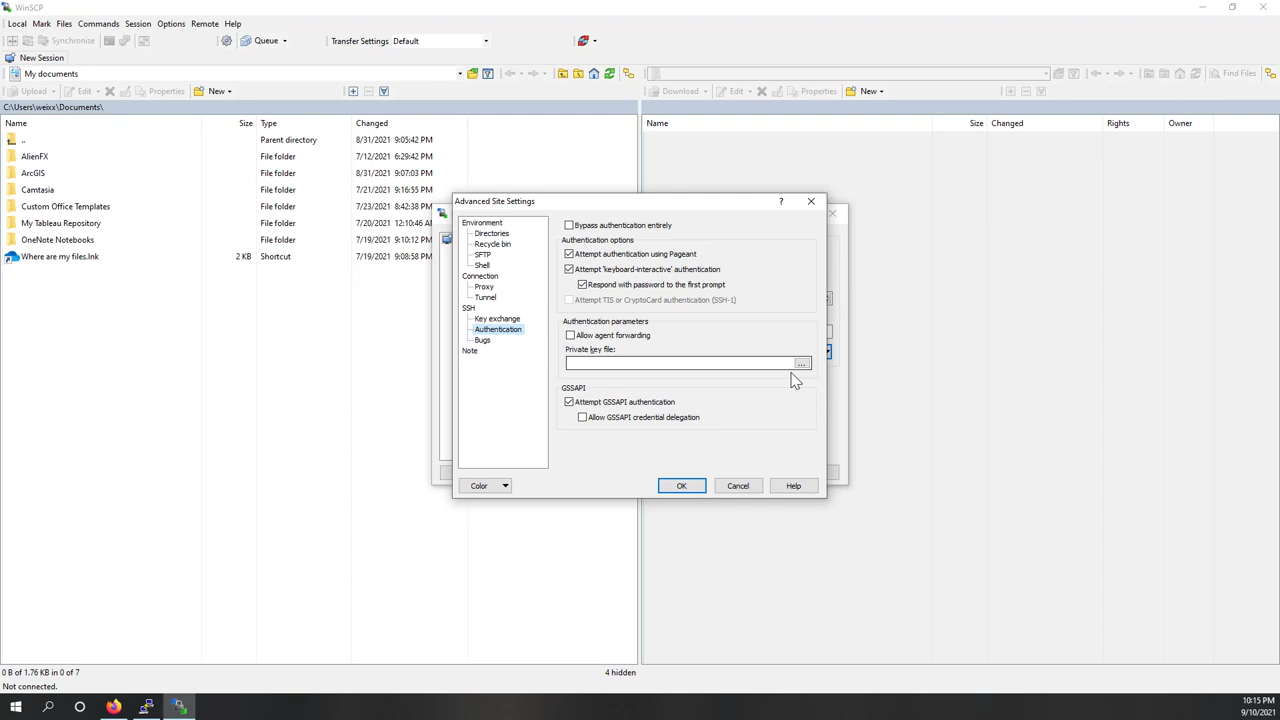 WinSCP
Local Mark Files Commands Session Options Remote Help
Synchronize Queue Transfer Settings Default
New Session
My documents Find Files
Upload Edit Properties New Download Edit Properties New
C:\Users\weixx\Documents\
Name Size Type Changed Name Size Changed Rights Owner
.. Parent directory 8/31/2021 9:05:42 PM
AlienFX File folder 7/12/2021 6:29:42 PM
ArcGIS File folder 8/31/2021 9:07:03 PM
Camtasia File folder 7/21/2021 9:16:55 PM
Custom Office Templates File folder 7/23/2021 8:42:38 PM
My Tableau Repository File folder 7/20/2021 12:10:46 AM
OneNote Notebooks File folder 7/19/2021 9:10:12 PM
Where are my files.lnk 2 KB Shortcut 7/19/2021 9:08:58 PM
Advanced Site Settings ?
Environment
Directories
Recycle bin
SFTP
Shell
Connection
Proxy
Tunnel
SSH
Key exchange
Authentication
Bugs
Note
Bypass authentication entirely
Authentication options
Attempt authentication using Pageant
Attempt 'keyboard-interactive' authentication
Respond with password to the first prompt
Attempt TIS or CryptoCard authentication (SSH-1)
Authentication parameters
Allow agent forwarding
Private key file:
...
GSSAPI
Attempt GSSAPI authentication
Allow GSSAPI credential delegation
Color OK Cancel Help
0 B of 1.76 KB in 0 of 7 4 hidden
Not connected.
10:15 PM
9/10/2021